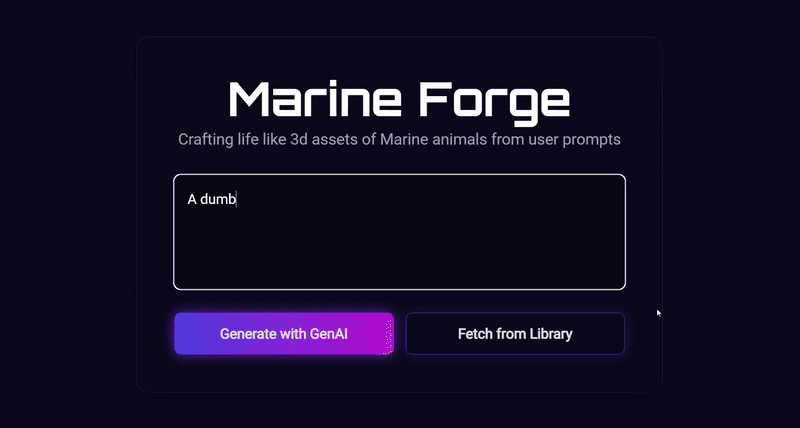 Marine Forge
Crafting life like 3d assets of Marine animals from user prompts
A dumb
Generate with GenAI
Fetch from Library